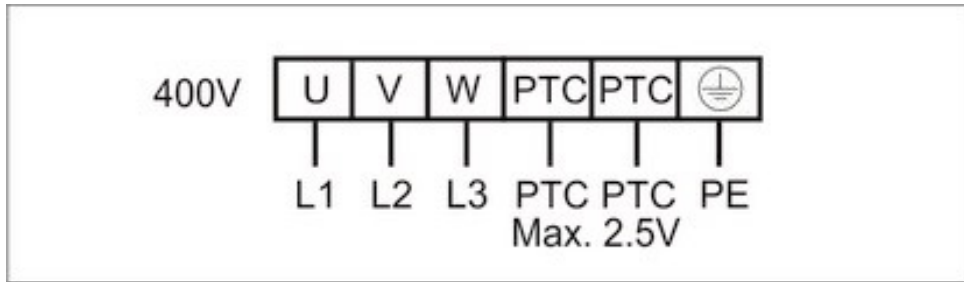 400V U V W PTC PTC
L1 L2 L3 PTC PTC PE
Max. 2.5V